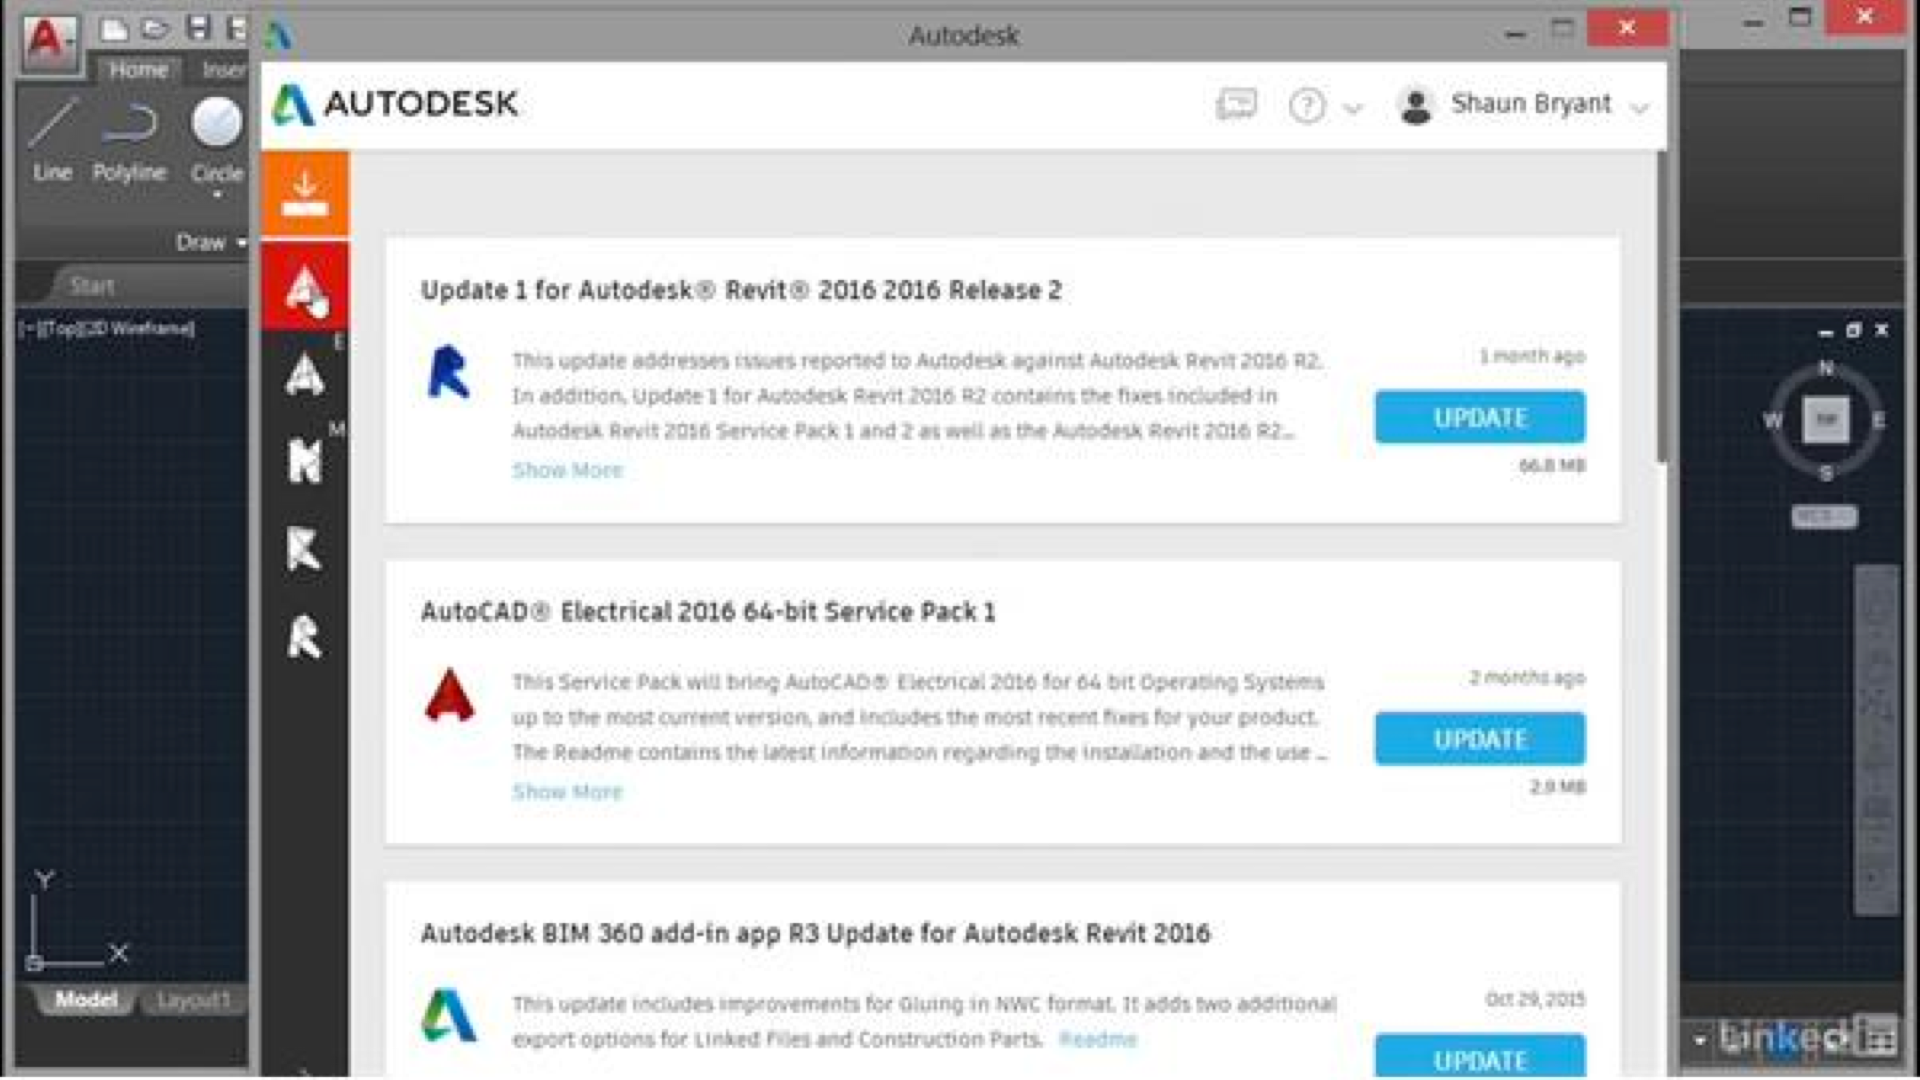 Autodesk
Home
AUTODESK
Shaun Bryant
Line Polyline Circle
Draw
Start
[-][Top][2D Wireframe]
E
M
Update 1 for Autodesk® Revit® 2016 2016 Release 2
This update addresses issues reported to Autodesk against Autodesk Revit 2016 R2.
In addition, Update 1 for Autodesk Revit 2016 R2 contains the fixes included in
Autodesk Revit 2016 Service Pack 1 and 2 as well as the Autodesk Revit 2016 R2...
Show More
1 month ago
UPDATE
66.8 MB
AutoCAD® Electrical 2016 64-bit Service Pack 1
This Service Pack will bring AutoCAD® Electrical 2016 for 64 bit Operating Systems
up to the most current version, and includes the most recent fixes for your product.
The Readme contains the latest information regarding the installation and the use ...
Show More
2 months ago
UPDATE
2.9 MB
Autodesk BIM 360 add-in app R3 Update for Autodesk Revit 2016
This update includes improvements for Gluing in NWC format. It adds two additional
export options for Linked Files and Construction Parts. Readme
Oct 29, 2015
UPDATE
N
W E
S
Y
X
Model Layout1
Linked